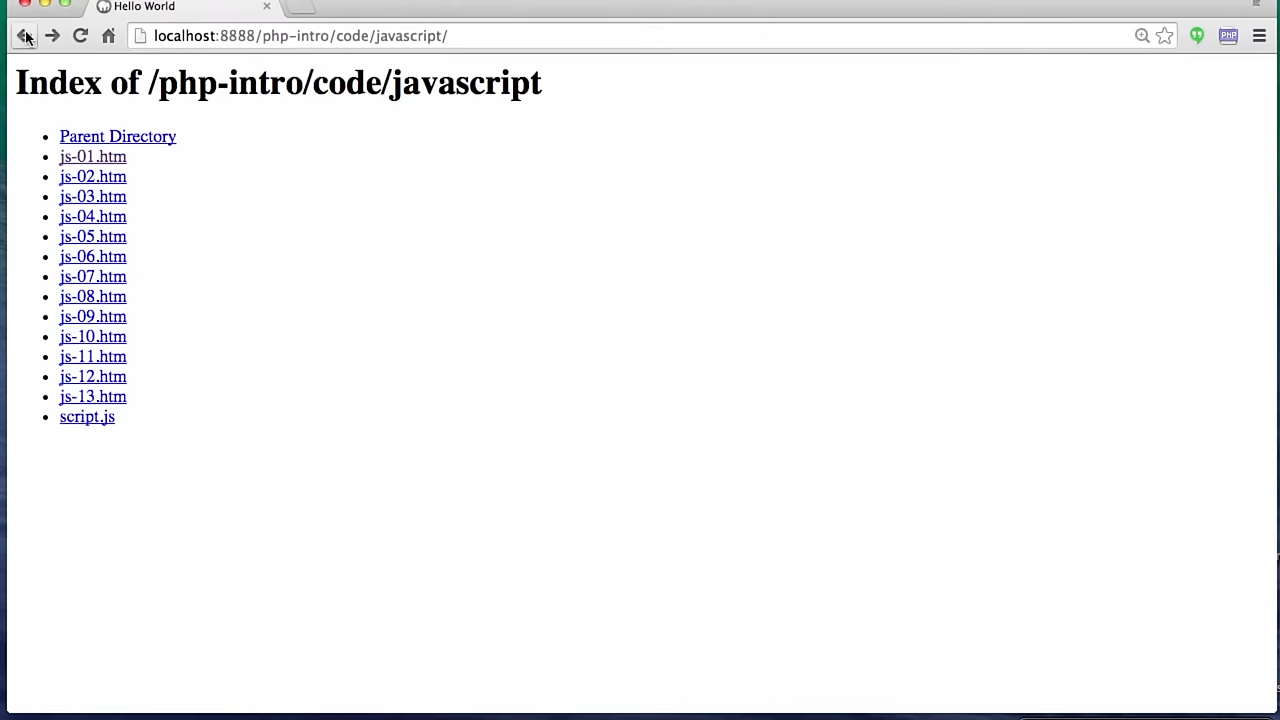 Hello World
localhost:8888/php-intro/code/javascript/
PHP
Index of /php-intro/code/javascript
Parent Directory
js-01.htm
js-02.htm
js-03.htm
js-04.htm
js-05.htm
js-06.htm
js-07.htm
js-08.htm
js-09.htm
js-10.htm
js-11.htm
js-12.htm
js-13.htm
script.js